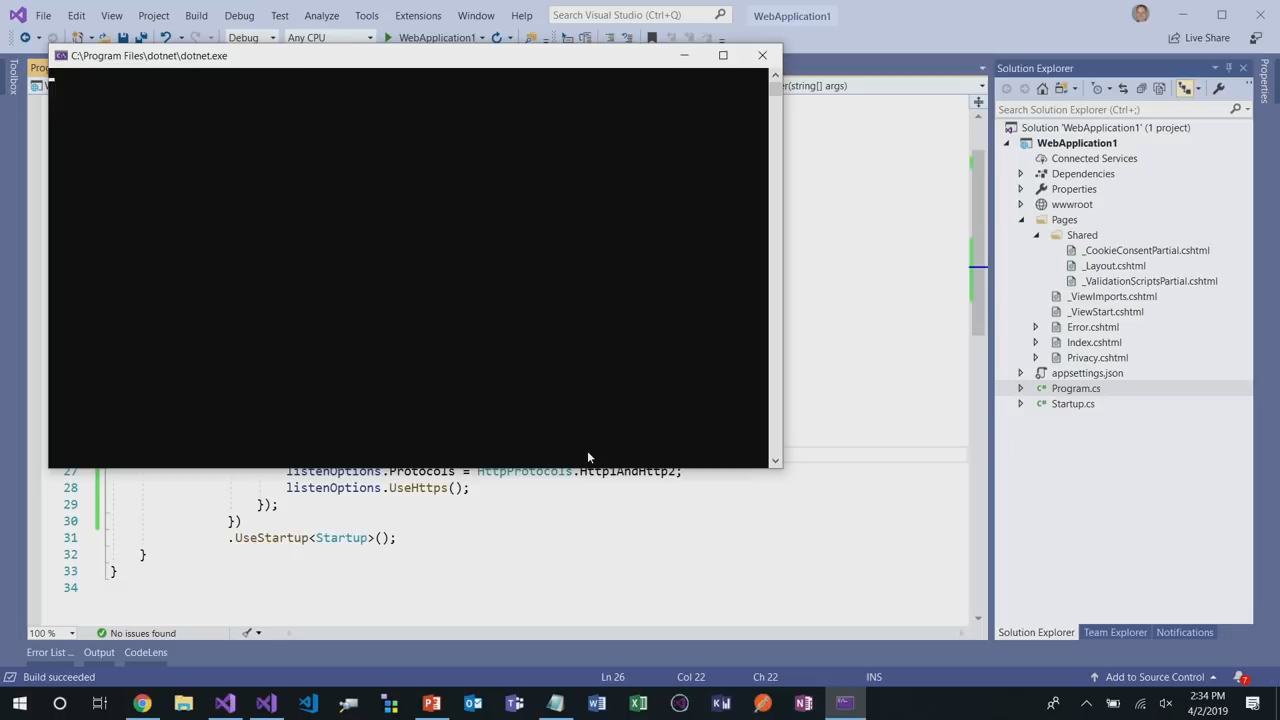 File Edit View Project Build Debug Test Analyze Tools Extensions Window Help Search Visual Studio (Ctrl+Q) WebApplication1
Debug Any CPU WebApplication1 Live Share
C:\Program Files\dotnet\dotnet.exe
Toolbox
Pro
r(string[] args)
27 listenOptions.Protocols = HttpProtocols.Http1AndHttp2;
28 listenOptions.UseHttps();
29 });
30 })
31 .UseStartup<Startup>();
32 }
33 }
34
100 % No issues found
Solution Explorer
Search Solution Explorer (Ctrl+;)
Solution 'WebApplication1' (1 project)
WebApplication1
Connected Services
Dependencies
Properties
wwwroot
Pages
Shared
_CookieConsentPartial.cshtml
_Layout.cshtml
_ValidationScriptsPartial.cshtml
_ViewImports.cshtml
_ViewStart.cshtml
Error.cshtml
Index.cshtml
Privacy.cshtml
appsettings.json
C# Program.cs
C# Startup.cs
Solution Explorer Team Explorer Notifications
Properties
Error List ... Output CodeLens
Build succeeded Ln 26 Col 22 Ch 22 INS Add to Source Control 7
2:34 PM
4/2/2019